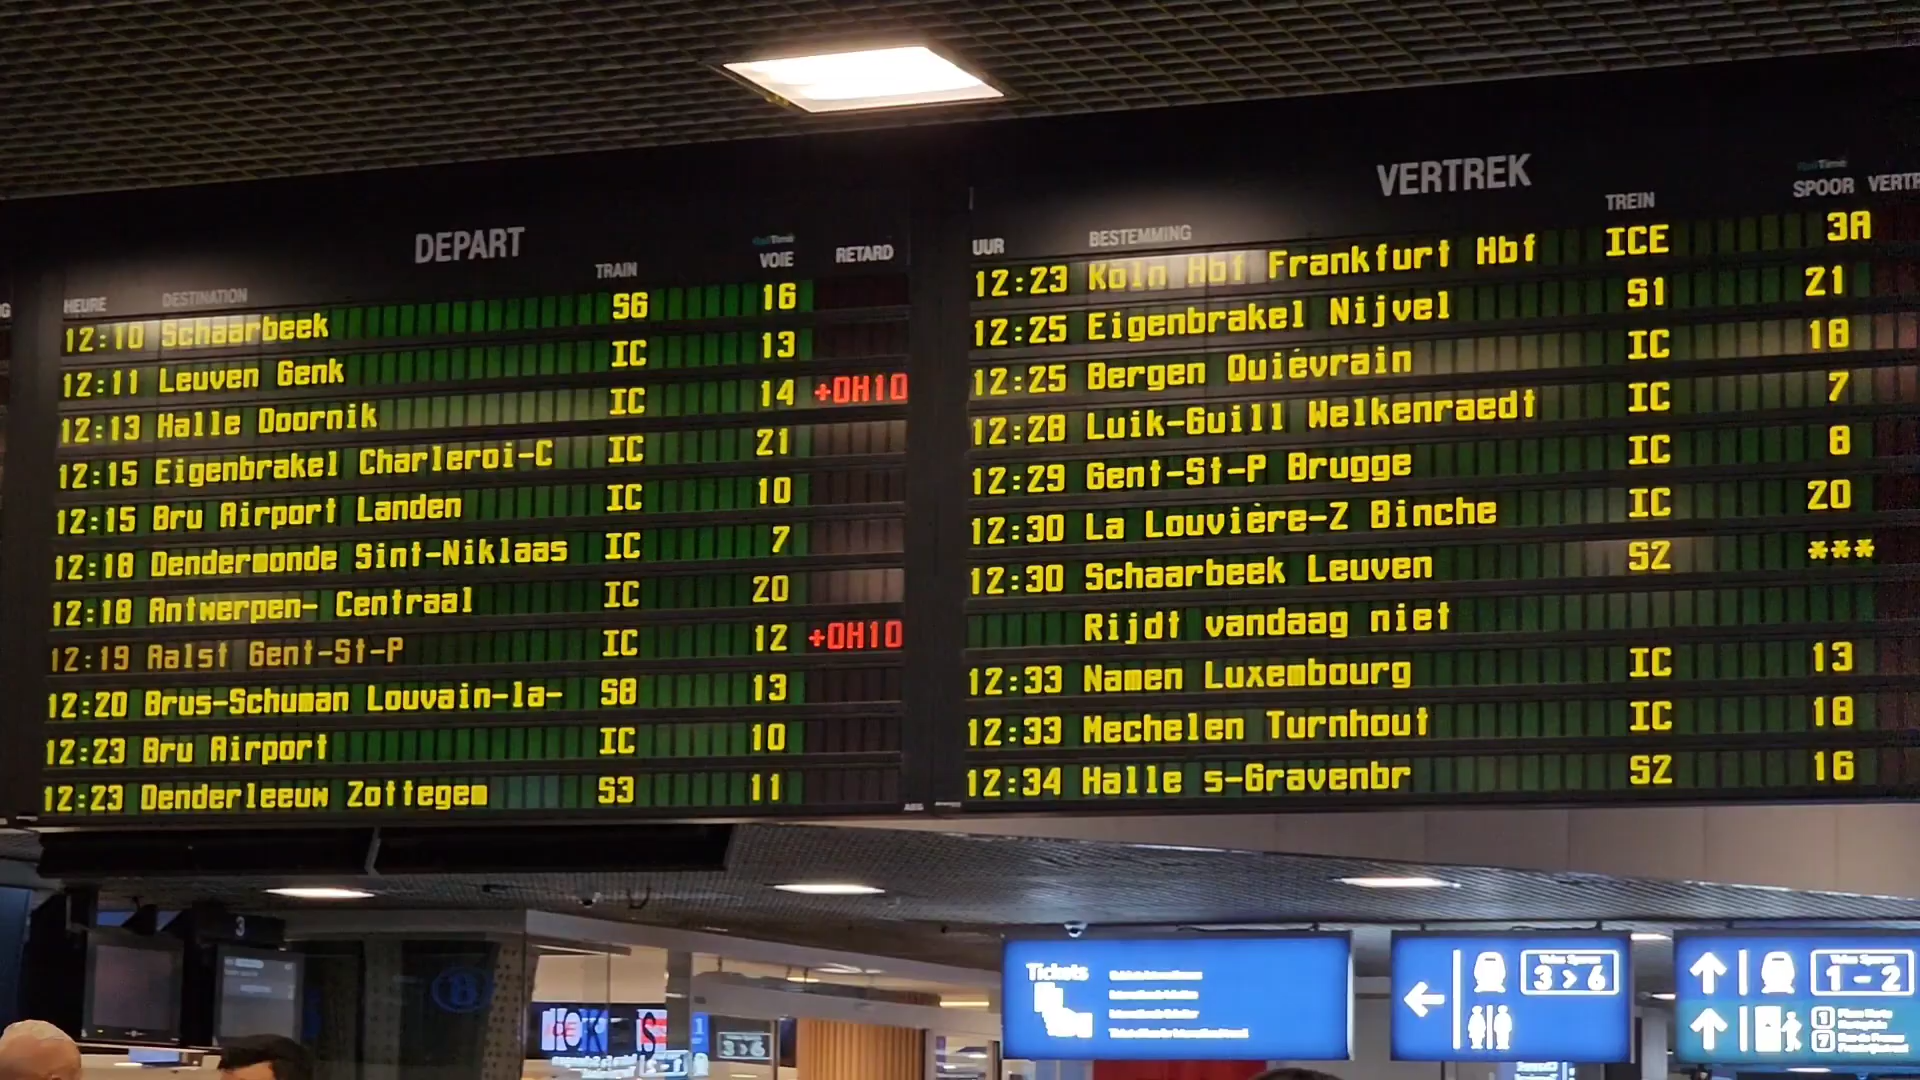 DEPART
HEURE DESTINATION TRAIN VOIE RETARD
12:10 Schaarbeek S6 16
12:11 Leuven Genk IC 13
12:13 Halle Doornik IC 14 +0H10
12:15 Eigenbrakel Charleroi-C IC 21
12:15 Bru Airport Landen IC 10
12:18 Dendermonde Sint-Niklaas IC 7
12:18 Antwerpen- Centraal IC 20
12:19 Aalst Gent-St-P IC 12 +0H10
12:20 Brus-Schuman Louvain-la- S8 13
12:23 Bru Airport IC 10
12:23 Denderleeuw Zottegem S3 11
VERTREK
UUR BESTEMMING TREIN SPOOR VERTR
12:23 Köln Hbf Frankfurt Hbf ICE 3A
12:25 Eigenbrakel Nijvel S1 21
12:25 Bergen Quiévrain IC 18
12:28 Luik-Guill Welkenraedt IC 7
12:29 Gent-St-P Brugge IC 8
12:30 La Louvière-Z Binche IC 20
12:30 Schaarbeek Leuven S2 ***
Rijdt vandaag niet
12:33 Namen Luxembourg IC 13
12:33 Mechelen Turnhout IC 18
12:34 Halle s-Gravenbr S2 16
3
B
Tickets
3 > 6
1 - 2
1
7
3 > 6